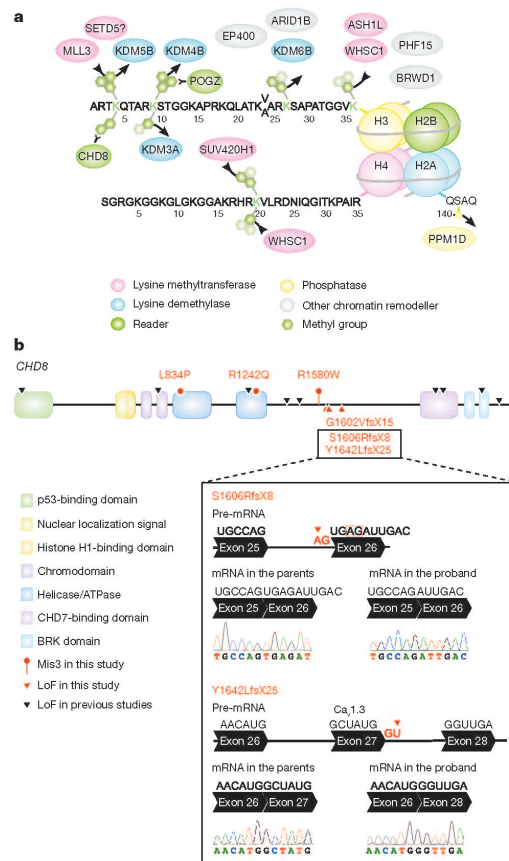 a
SETD5?
MLL3
KDM5B
KDM4B
POGZ
EP400
ARID1B
KDM6B
ASH1L
WHSC1
PHF15
BRWD1
ARTKQTARKSTGGKAPRKQLATKVARKSAPATGGVK
A
5 10 15 20 25 30 35
CHD8
KDM3A
SUV420H1
H3 H2B
H4 H2A
SGRGKGGKGLGKGGAKRHRKVLRDNIQGITKPAIR
5 10 15 20 25 30 35
WHSC1
QSAQ
140
PPM1D
Lysine methyltransferase
Lysine demethylase
Reader
Phosphatase
Other chromatin remodeller
Methyl group
b
CHD8
L834P R1242Q R1580W
G1602VfsX15
S1606RfsX8
Y1642LfsX25
p53-binding domain
Nuclear localization signal
Histone H1-binding domain
Chromodomain
Helicase/ATPase
CHD7-binding domain
BRK domain
Mis3 in this study
LoF in this study
LoF in previous studies
S1606RfsX8
Pre-mRNA
UGCCAG AG UGAGAUUGAC
Exon 25 Exon 26
mRNA in the parents mRNA in the proband
UGCCAGUGAGAUUGAC UGCCAGAUUGAC
Exon 25 Exon 26 Exon 25 Exon 26
TGCCAGTGAGAT TGCCAGATTGAC
Y1642LfsX25
Pre-mRNA Cav1.3
AACAUG GCUAUG GU GGUUGA
Exon 26 Exon 27 Exon 28
mRNA in the parents mRNA in the proband
AACAUGGCUAUG AACAUGGGUUGA
Exon 26 Exon 27 Exon 26 Exon 28
AACATGGCTATG AACATGGGTTGA